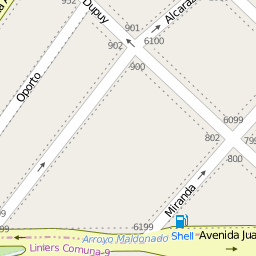 952
Dupuy
901
902
6100
Alcaraz
900
Oporto
6099
802
799
800
Miranda
6199
Arroyo Maldonado
Shell
Avenida Jua
Liniers Comuna-9